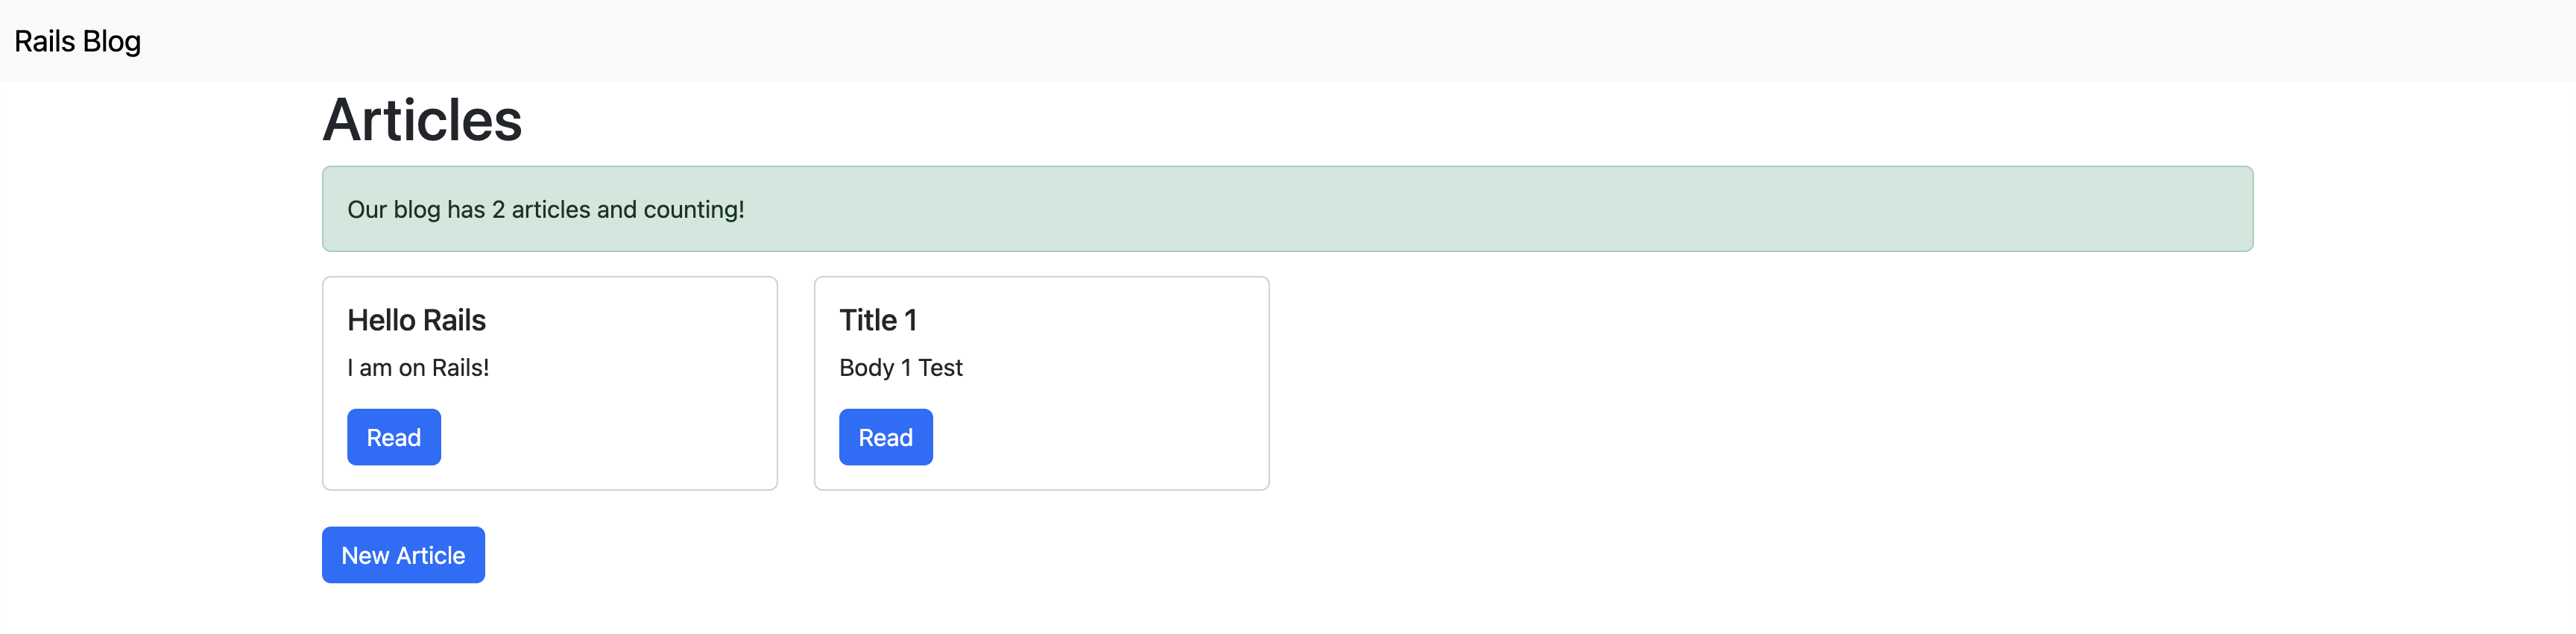 Rails Blog
Articles
Our blog has 2 articles and counting!
Hello Rails
I am on Rails!
Read
Title 1
Body 1 Test
Read
New Article